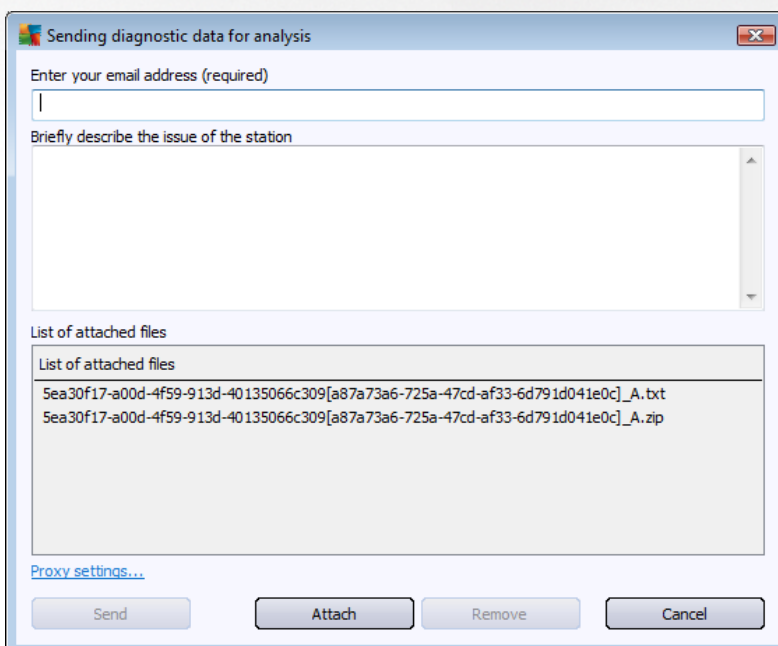 Sending diagnostic data for analysis
Enter your email address (required)
Briefly describe the issue of the station
List of attached files
List of attached files
5ea30f17-a00d-4f59-913d-40135066c309[a87a73a6-725a-47cd-af33-6d791d041e0c]_A.txt
5ea30f17-a00d-4f59-913d-40135066c309[a87a73a6-725a-47cd-af33-6d791d041e0c]_A.zip
Proxy settings...
Send Attach Remove Cancel